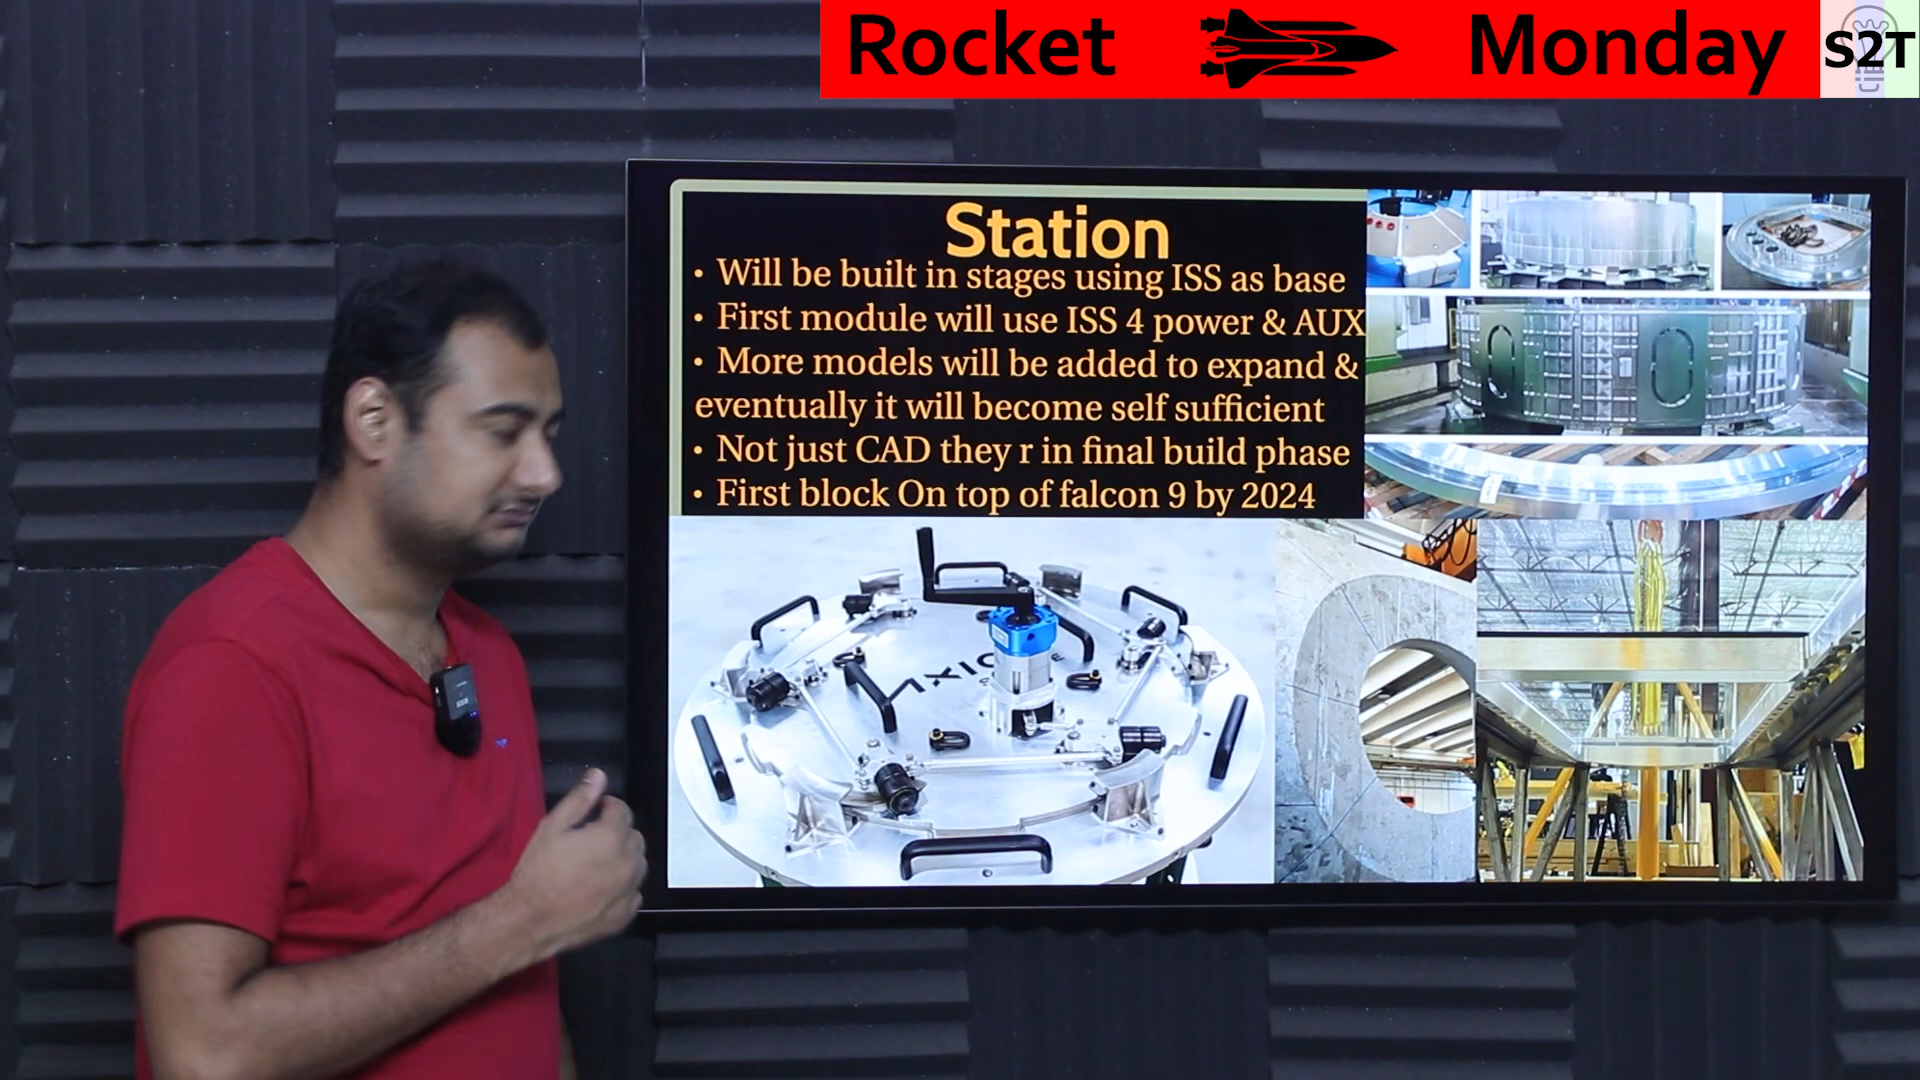 Rocket Monday S2T
Station
• Will be built in stages using ISS as base
• First module will use ISS 4 power & AUX
• More models will be added to expand &
eventually it will become self sufficient
• Not just CAD they r in final build phase
• First block On top of falcon 9 by 2024